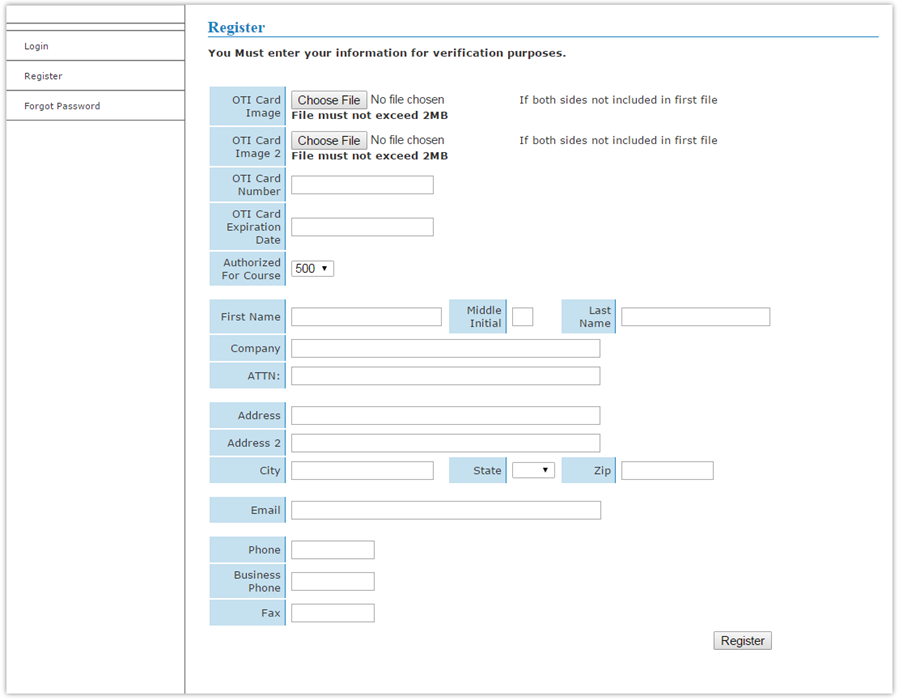 Login
Register
Forgot Password
Register
You Must enter your information for verification purposes.
OTI Card
Image
Choose File No file chosen
File must not exceed 2MB
If both sides not included in first file
OTI Card
Image 2
Choose File No file chosen
File must not exceed 2MB
If both sides not included in first file
OTI Card
Number
OTI Card
Expiration
Date
Authorized
For Course
500
First Name
Middle
Initial
Last
Name
Company
ATTN:
Address
Address 2
City
State
Zip
Email
Phone
Business
Phone
Fax
Register